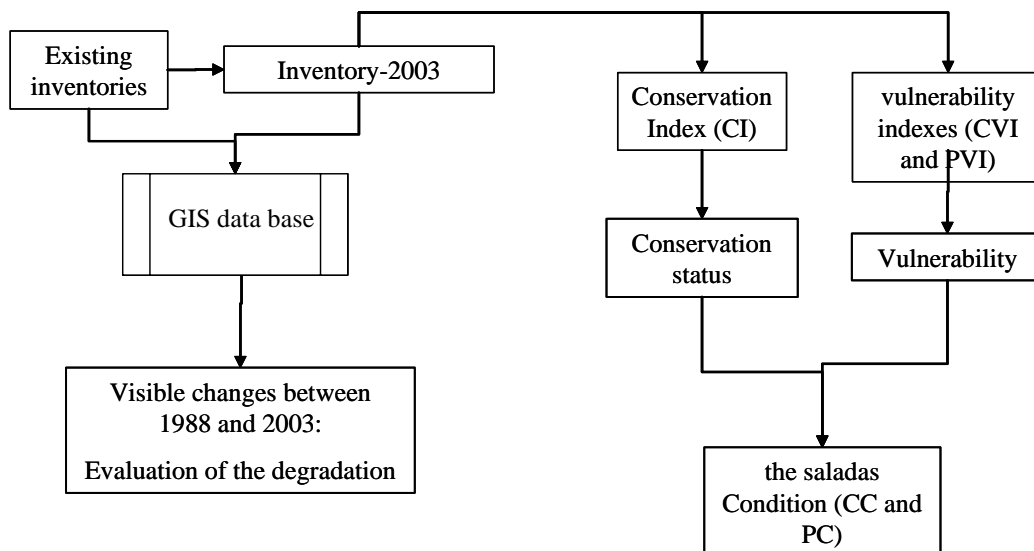 Existing
inventories
Inventory-2003
Conservation
Index (CI)
vulnerability
indexes (CVI
and PVI)
GIS data base
Conservation
status
Vulnerability
Visible changes between
1988 and 2003:
Evaluation of the degradation
the saladas
Condition (CC and
PC)